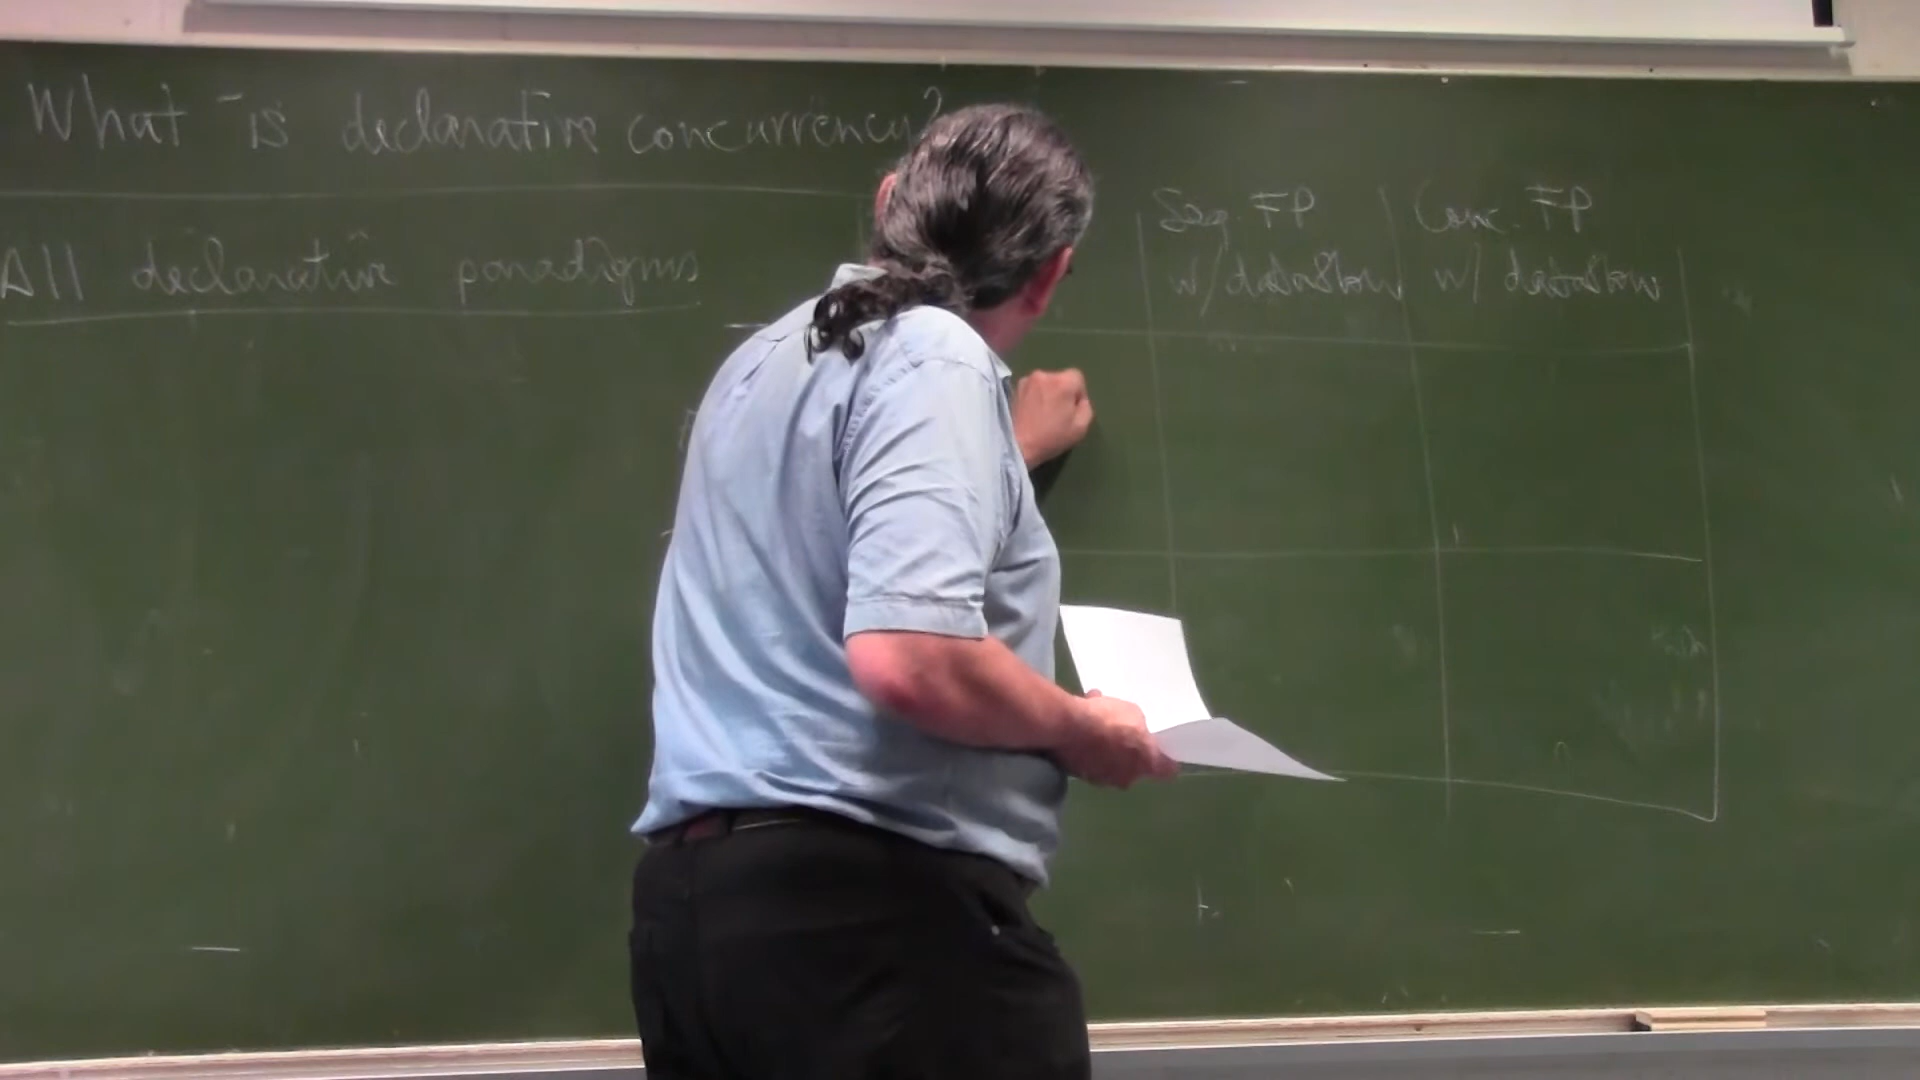 What is declarative concurrency?
All declarative paradigms
Seq. FP
w/ dataflow
Conc. FP
w/ dataflow